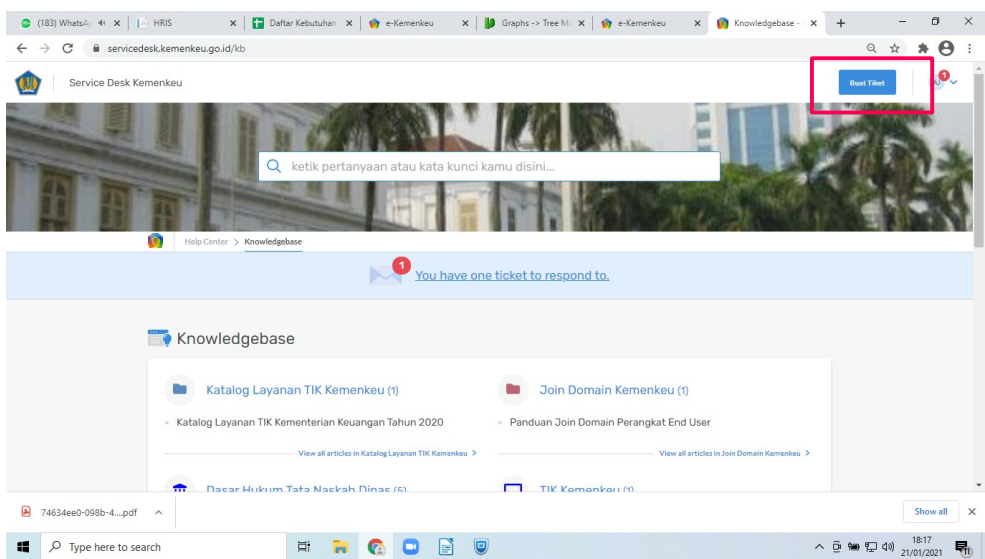 (183) WhatsA
HRIS
Daftar Kebutuhan
e-Kemenkeu
Graphs -> Tree M
e-Kemenkeu
Knowledgebase -
servicedesk.kemenkeu.go.id/kb
Service Desk Kemenkeu
Buat Tiket
1
ketik pertanyaan atau kata kunci kamu disini...
Help Center > Knowledgebase
1
You have one ticket to respond to.
Knowledgebase
Katalog Layanan TIK Kemenkeu (1)
Katalog Layanan TIK Kementerian Keuangan Tahun 2020
View all articles in Katalog Layanan TIK Kemenkeu >
Join Domain Kemenkeu (1)
Panduan Join Domain Perangkat End User
View all articles in Join Domain Kemenkeu >
Dasar Hukum Tata Naskah Dinas (5)
TIK Kemenkeu (1)
74634ee0-098b-4....pdf
Show all
Type here to search
18:17
21/01/2021